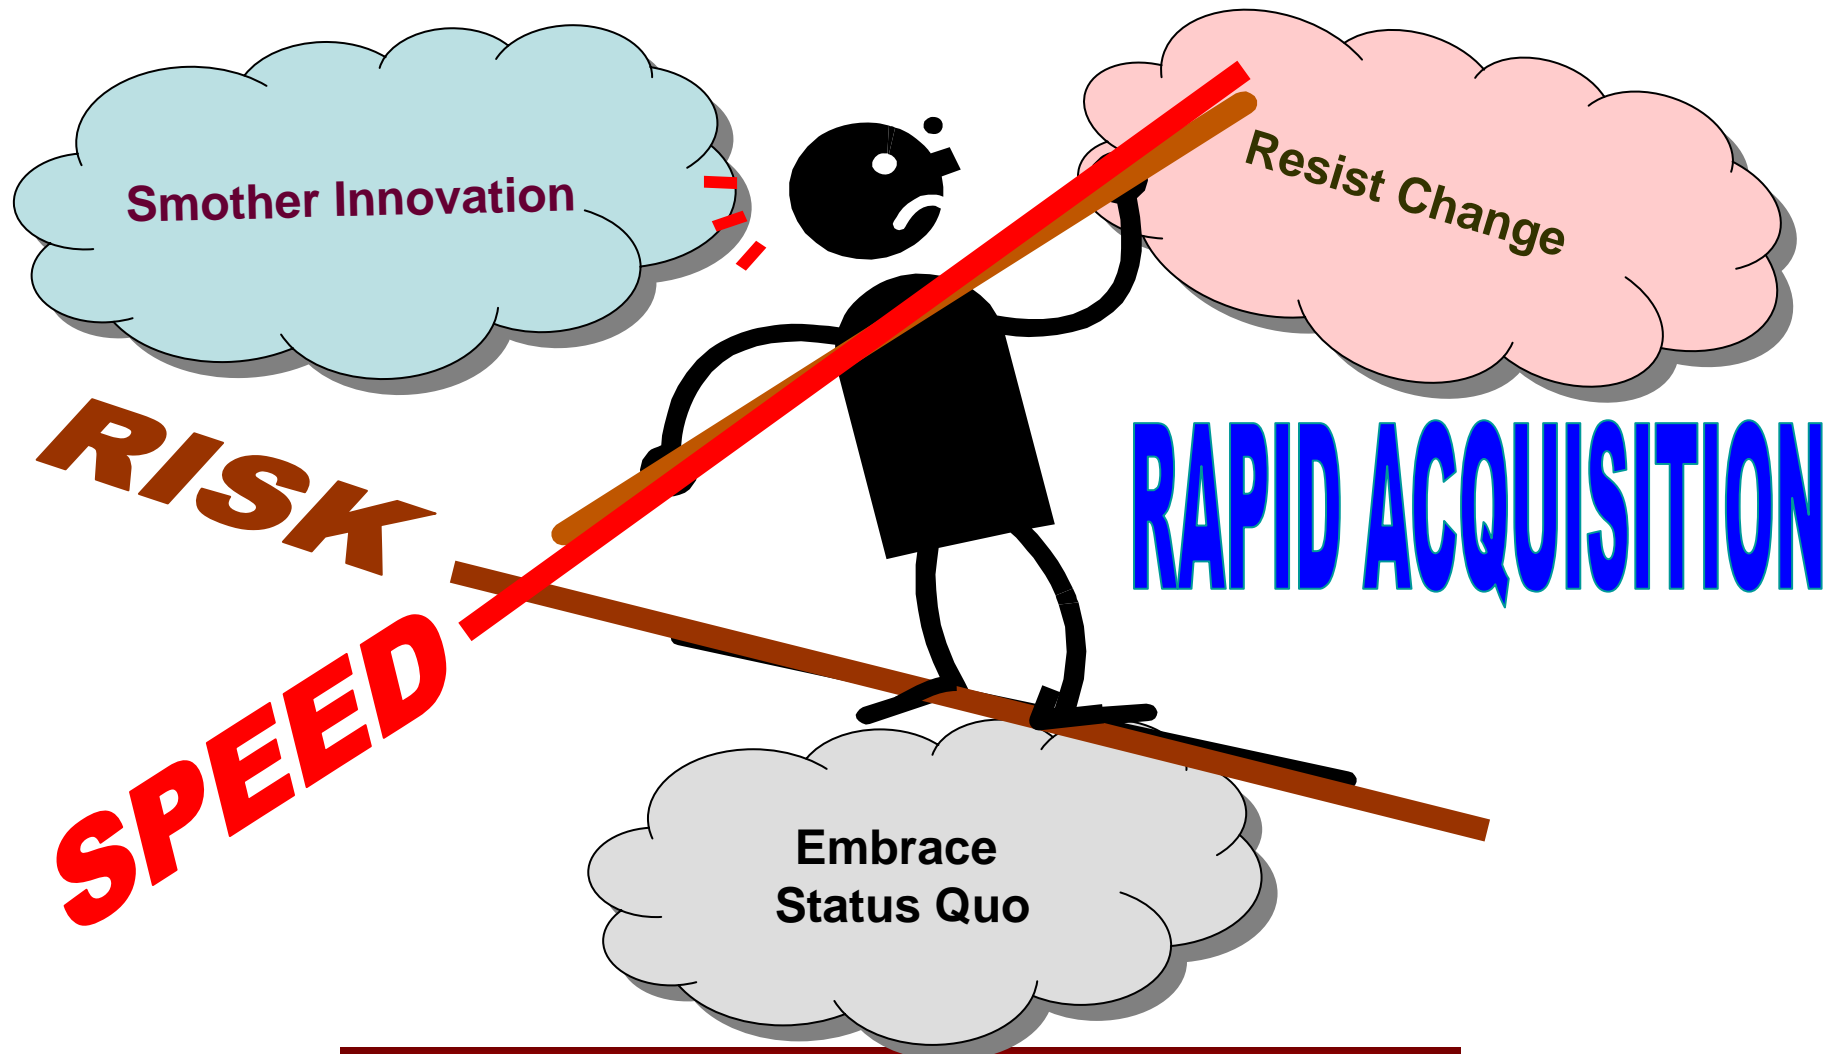 Smother Innovation
Resist Change
RISK
RAPID ACQUISITION
SPEED
Embrace
Status Quo